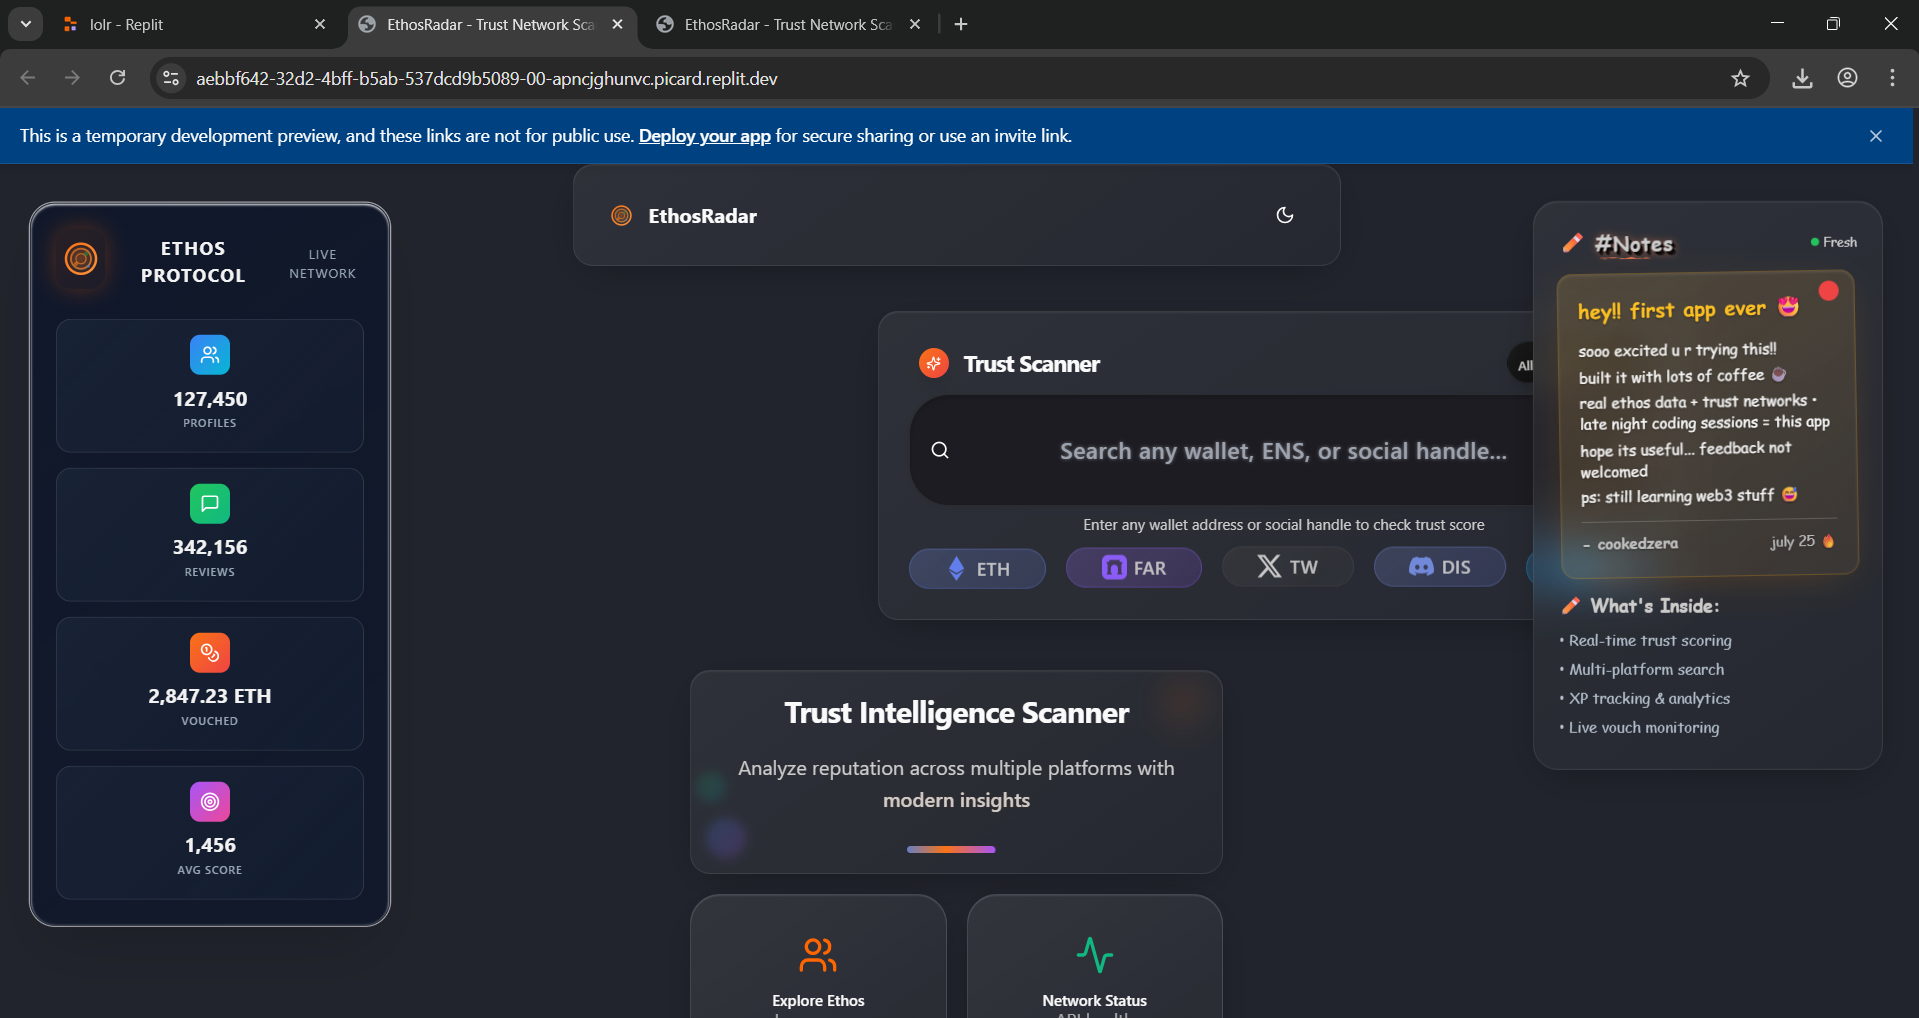 lolr - Replit
EthosRadar - Trust Network Sca
EthosRadar - Trust Network Sca
aebbf642-32d2-4bff-b5ab-537dcd9b5089-00-apncjghunvc.picard.replit.dev
This is a temporary development preview, and these links are not for public use. Deploy your app for secure sharing or use an invite link.
ETHOS
PROTOCOL
LIVE
NETWORK
127,450
PROFILES
342,156
REVIEWS
2,847.23 ETH
VOUCHED
1,456
AVG SCORE
EthosRadar
Trust Scanner
All
Search any wallet, ENS, or social handle...
Enter any wallet address or social handle to check trust score
ETH
FAR
TW
DIS
Trust Intelligence Scanner
Analyze reputation across multiple platforms with
modern insights
Explore Ethos
Network Status
#Notes
Fresh
hey!! first app ever 🤩
sooo excited u r trying this!!
built it with lots of coffee ☕
real ethos data + trust networks •
late night coding sessions = this app
hope its useful... feedback not
welcomed
ps: still learning web3 stuff 😅
- cookedzera
july 25 🔥
What's Inside:
• Real-time trust scoring
• Multi-platform search
• XP tracking & analytics
• Live vouch monitoring